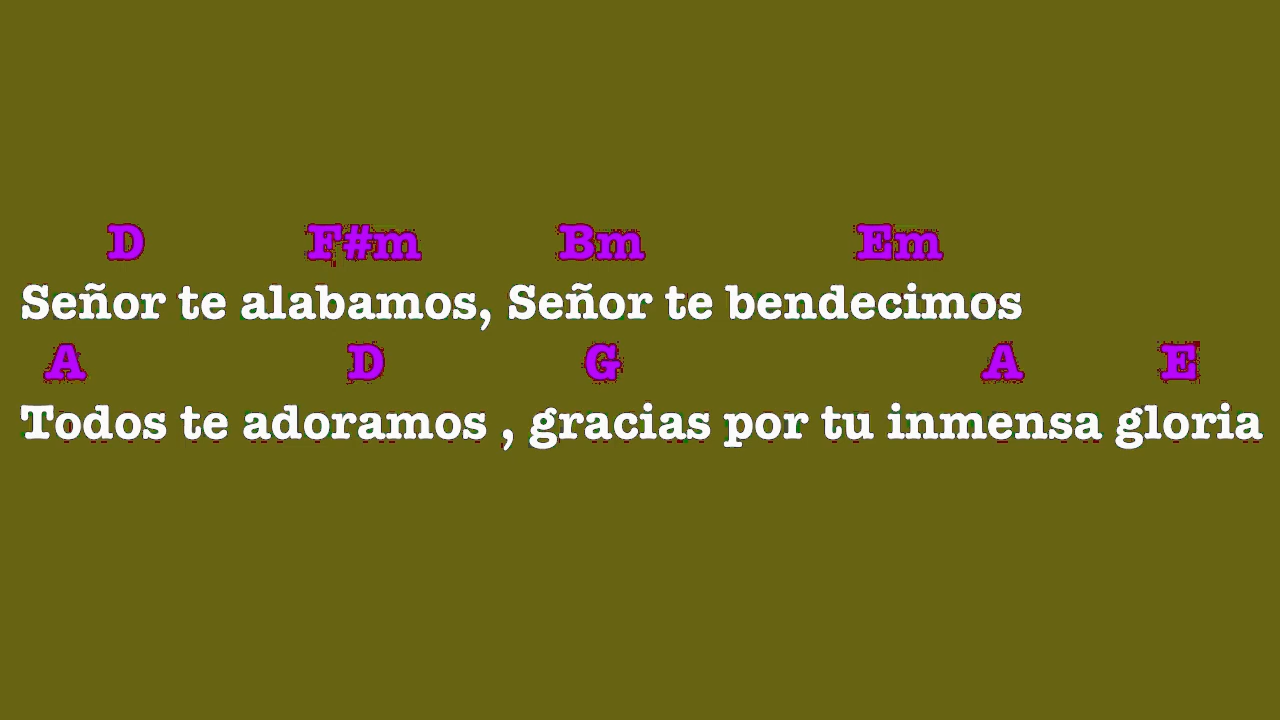 D F#m Bm Em
Señor te alabamos, Señor te bendecimos
A D G A E
Todos te adoramos , gracias por tu inmensa gloria